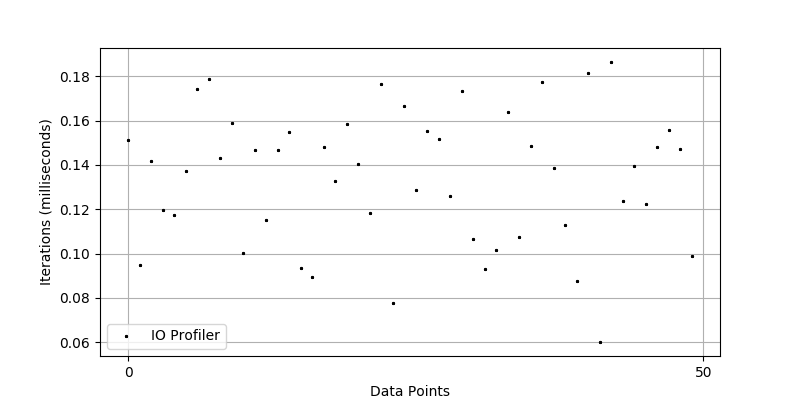 0.18
0.16
0.14
0.12
0.10
0.08
0.06
Iterations (milliseconds)
IO Profiler
0 50
Data Points